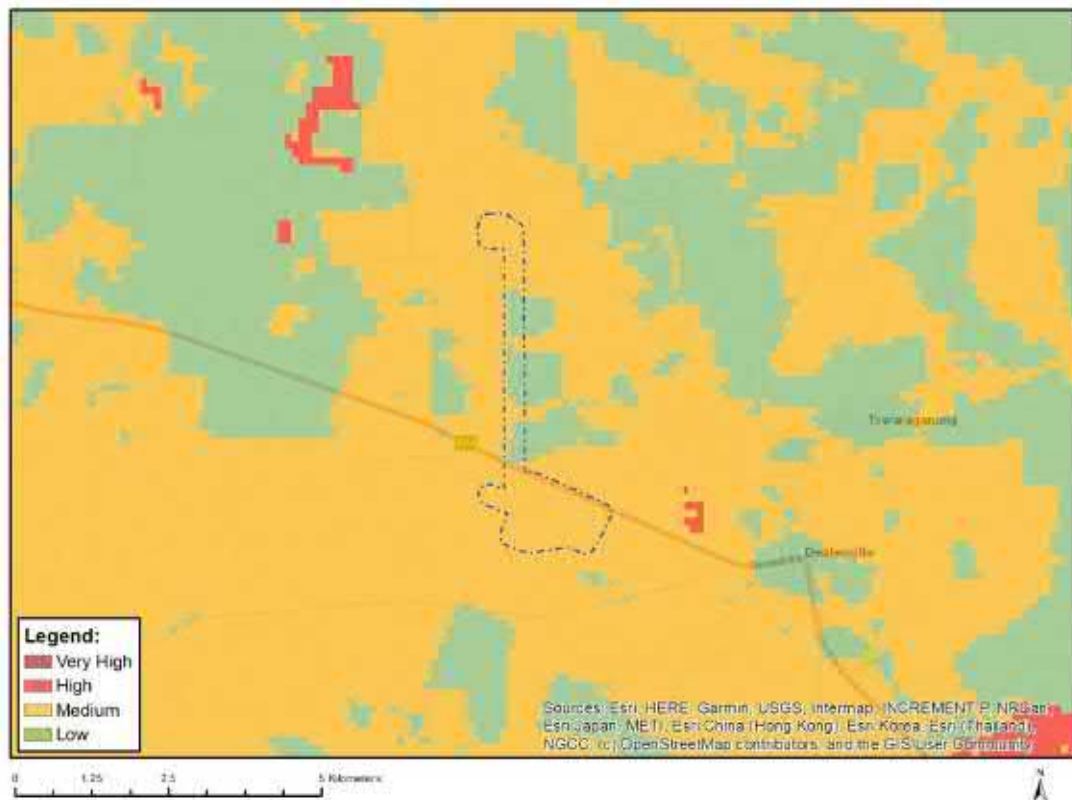 Dealesville
Legend:
Very High
High
Medium
Low
Sources: Esri, HERE, Garmin, USGS, Intermap, INCREMENT P, NRCan,
Esri Japan, METI, Esri China (Hong Kong), Esri Korea, Esri (Thailand),
NGCC, (c) OpenStreetMap contributors, and the GIS User Community
0 1.25 2.5 5 Kilometers
N